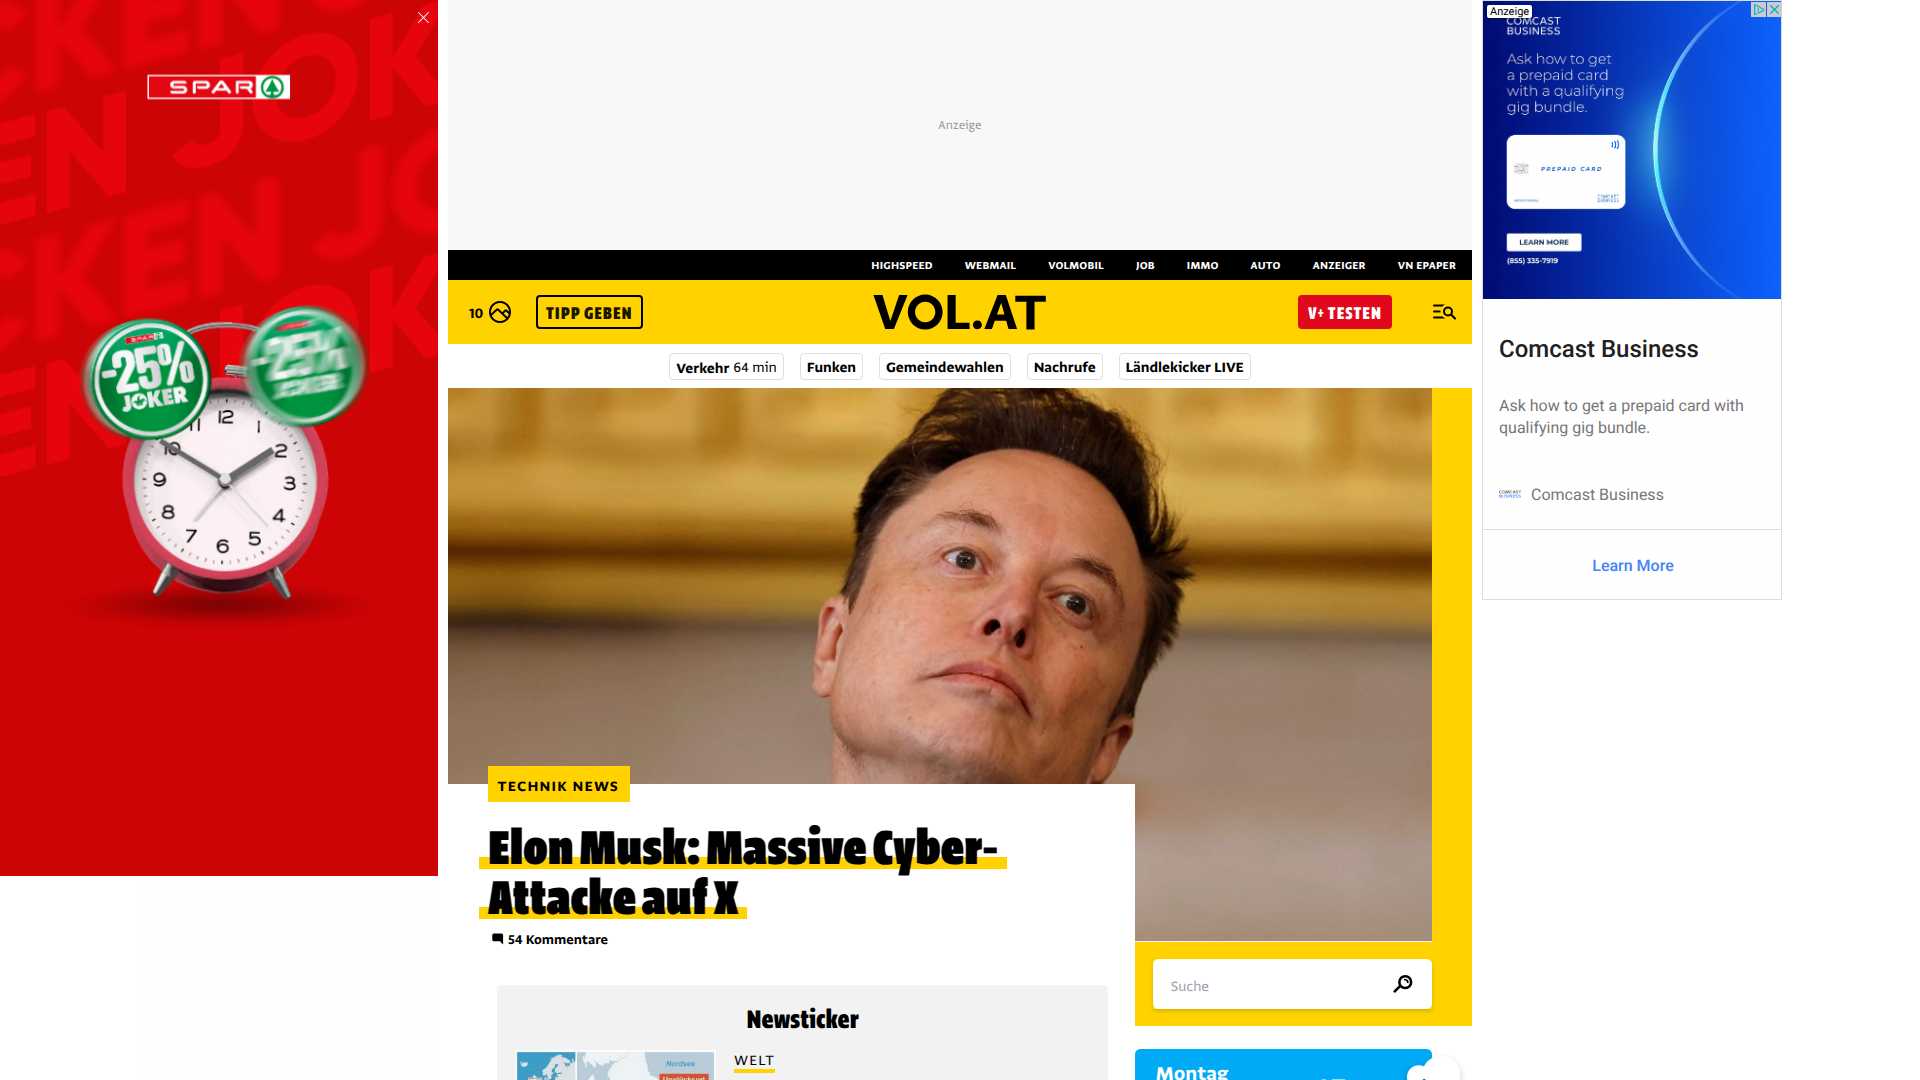 SPAR
-25%
JOKER
12
1
2
3
4
5
6
7
8
9
10
11
Anzeige
HIGHSPEED WEBMAIL VOLMOBIL JOB IMMO AUTO ANZEIGER VN EPAPER
10
TIPP GEBEN
VOL.AT
V+ TESTEN
Verkehr 64 min
Funken
Gemeindewahlen
Nachrufe
Ländlekicker LIVE
TECHNIK NEWS
Elon Musk: Massive Cyber-
Attacke auf X
54 Kommentare
Newsticker
Nordsee
WELT
Suche
Montag
Anzeige
COMCAST
BUSINESS
Ask how to get
a prepaid card
with a qualifying
gig bundle.
PREPAID CARD
COMCAST
BUSINESS
LEARN MORE
(855) 335-7919
Comcast Business
Ask how to get a prepaid card with
qualifying gig bundle.
Comcast Business
Learn More